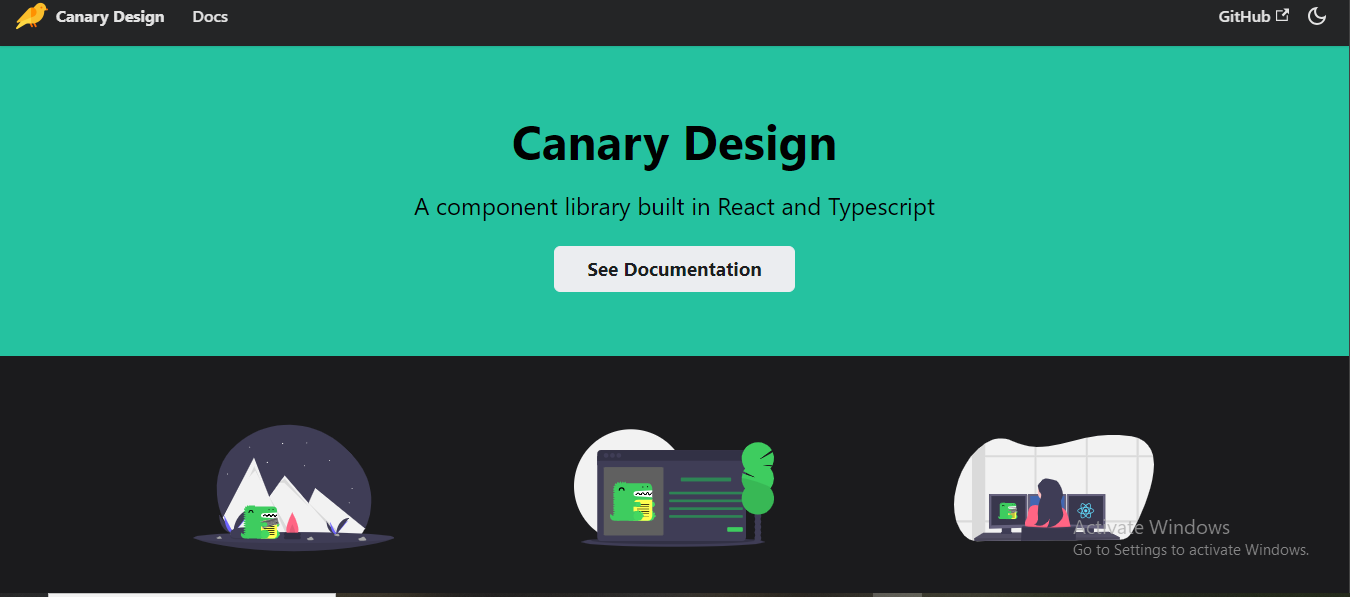 Canary Design
Docs
GitHub
Canary Design
A component library built in React and Typescript
See Documentation
Activate Windows
Go to Settings to activate Windows.